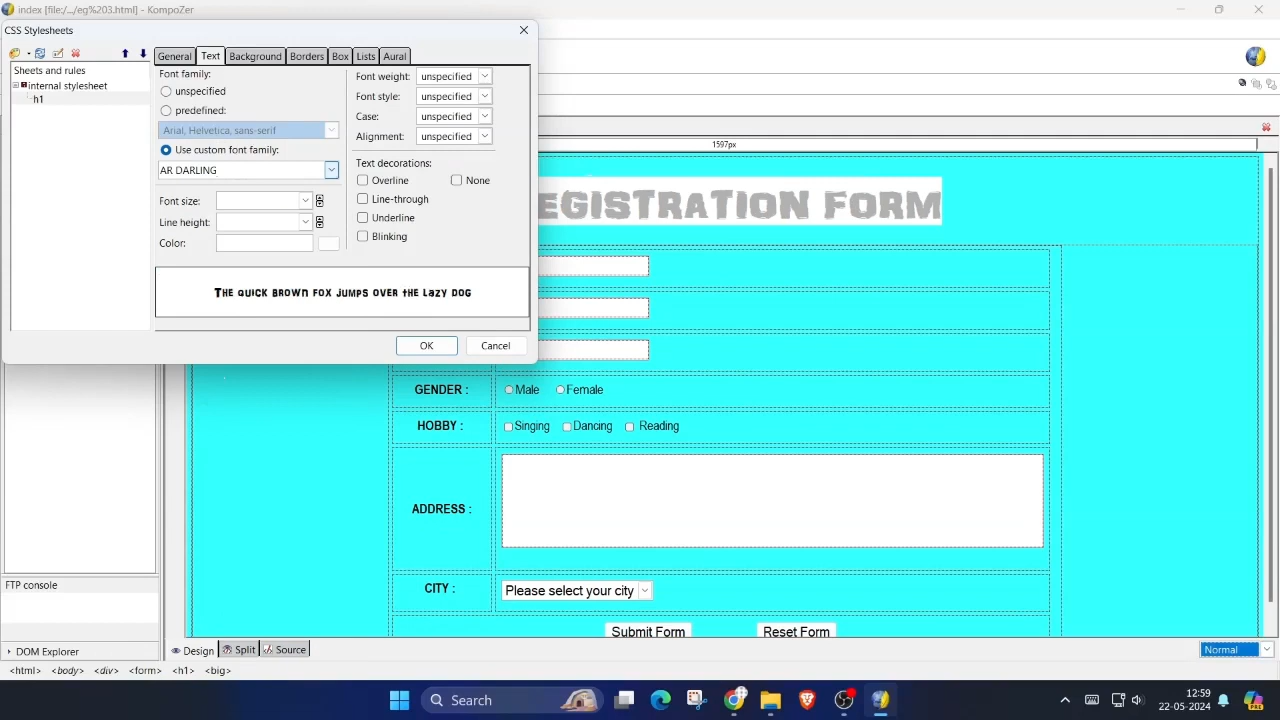 index [file:/.../eg%203.html] - KompoZer
CSS Stylesheets
General Text Background Borders Box Lists Aural
Sheets and rules
internal stylesheet
h1
Font family:
unspecified
predefined:
Arial, Helvetica, sans-serif
Use custom font family:
AR DARLING
Font size:
Line height:
Color:
Font weight: unspecified
Font style: unspecified
Case: unspecified
Alignment: unspecified
Text decorations:
Overline None
Line-through
Underline
Blinking
The quick brown fox jumps over the lazy dog
OK Cancel
1597px
EGISTRATION FORM
GENDER : Male Female
HOBBY : Singing Dancing Reading
ADDRESS :
CITY : Please select your city
Submit Form Reset Form
FTP console
DOM Explorer
Design Split Source
Normal
<html> <body> <div> <form> <h1> <big>
Search
12:59
22-05-2024